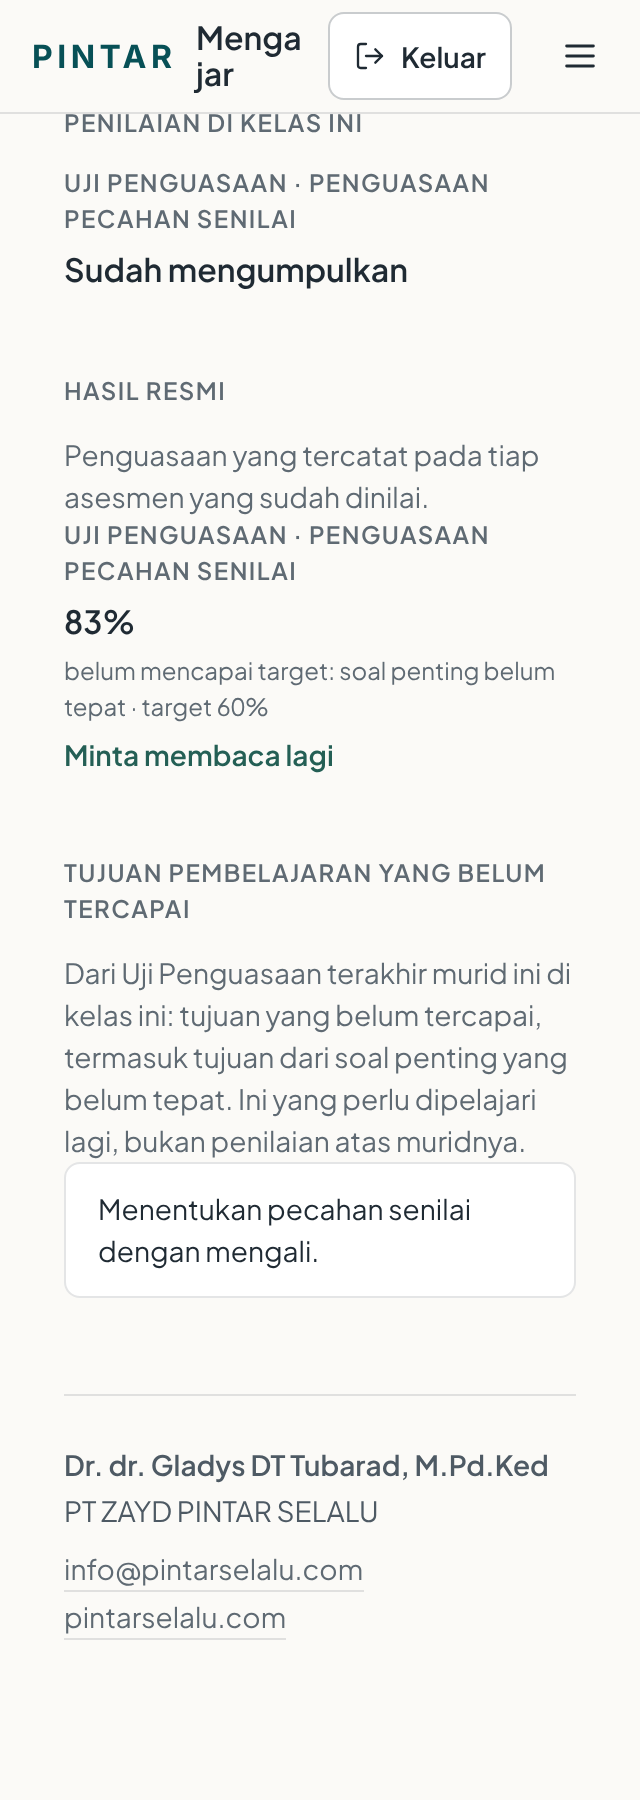 PINTAR
Menga
jar
Keluar
PENILAIAN DI KELAS INI
UJI PENGUASAAN · PENGUASAAN
PECAHAN SENILAI
Sudah mengumpulkan
HASIL RESMI
Penguasaan yang tercatat pada tiap
asesmen yang sudah dinilai.
UJI PENGUASAAN · PENGUASAAN
PECAHAN SENILAI
83%
belum mencapai target: soal penting belum
tepat · target 60%
Minta membaca lagi
TUJUAN PEMBELAJARAN YANG BELUM
TERCAPAI
Dari Uji Penguasaan terakhir murid ini di
kelas ini: tujuan yang belum tercapai,
termasuk tujuan dari soal penting yang
belum tepat. Ini yang perlu dipelajari
lagi, bukan penilaian atas muridnya.
Menentukan pecahan senilai
dengan mengali.
Dr. dr. Gladys DT Tubarad, M.Pd.Ked
PT ZAYD PINTAR SELALU
info@pintarselalu.com
pintarselalu.com